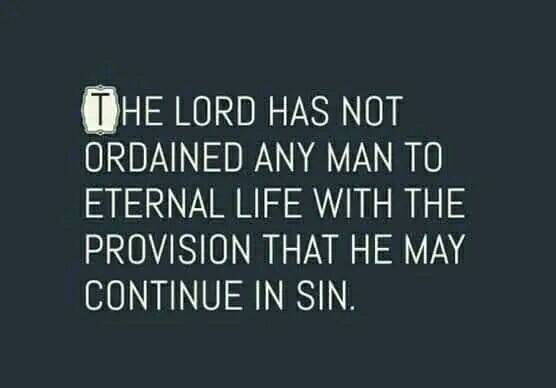 THE LORD HAS NOT
ORDAINED ANY MAN TO
ETERNAL LIFE WITH THE
PROVISION THAT HE MAY
CONTINUE IN SIN.